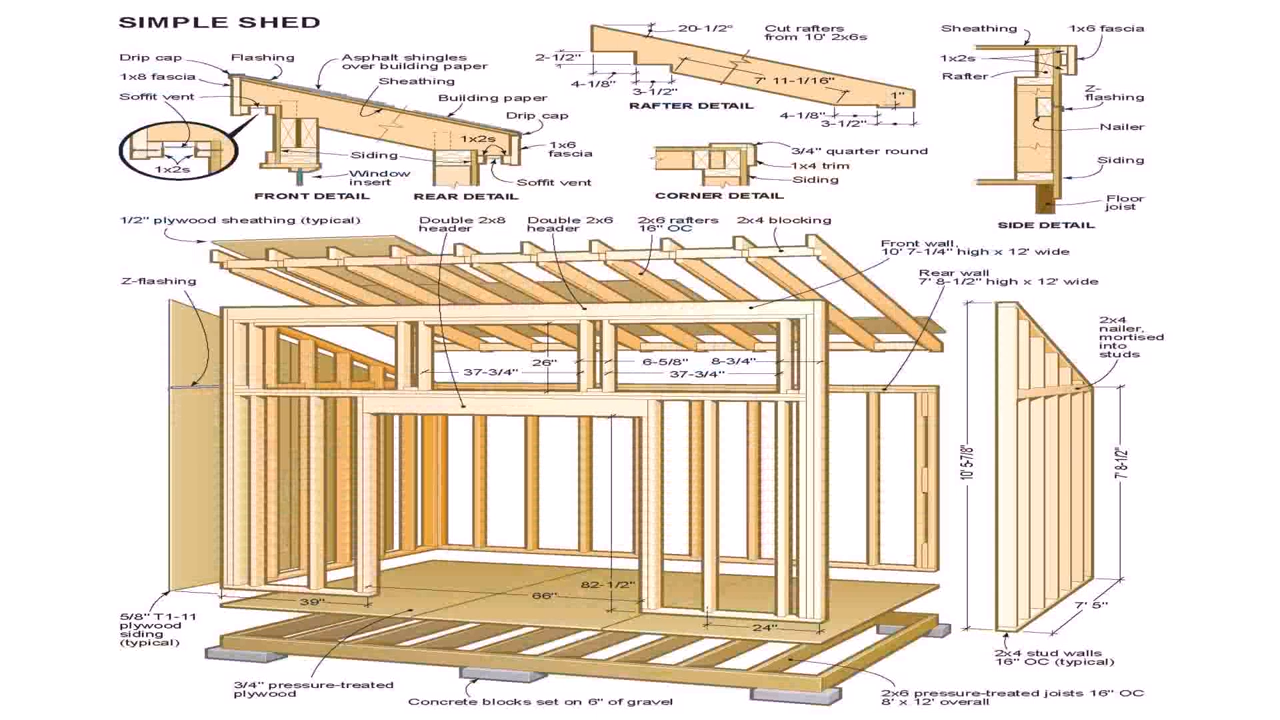 SIMPLE SHED
Drip cap
Flashing
Asphalt shingles
over building paper
1x8 fascia
Sheathing
Soffit vent
Building paper
Drip cap
1x2s
1x6
fascia
Siding
1x2s
Window
insert
Soffit vent
FRONT DETAIL
REAR DETAIL
20-1/2°
Cut rafters
from 10' 2x6s
2-1/2"
4-1/8"
3-1/2"
7' 11-1/16"
1"
RAFTER DETAIL
4-1/8"
3-1/2"
3/4" quarter round
1x4 trim
Siding
CORNER DETAIL
Sheathing
1x6 fascia
1x2s
Rafter
Z-
flashing
Nailer
Siding
Floor
joist
SIDE DETAIL
1/2" plywood sheathing (typical)
Double 2x8
header
Double 2x6
header
2x6 rafters
16" OC
2x4 blocking
Front wall,
10' 7-1/4" high x 12' wide
Rear wall
7' 8-1/2" high x 12' wide
Z-flashing
2x4
nailer,
mortised
into
studs
26"
37-3/4"
6-5/8"
8-3/4"
37-3/4"
10' 5-7/8"
7' 8-1/2"
82-1/2"
39"
66"
24"
7' 5"
5/8" T1-11
plywood
siding
(typical)
2x4 stud walls
16" OC (typical)
3/4" pressure-treated
plywood
Concrete blocks set on 6" of gravel
2x6 pressure-treated joists 16" OC
8' x 12' overall